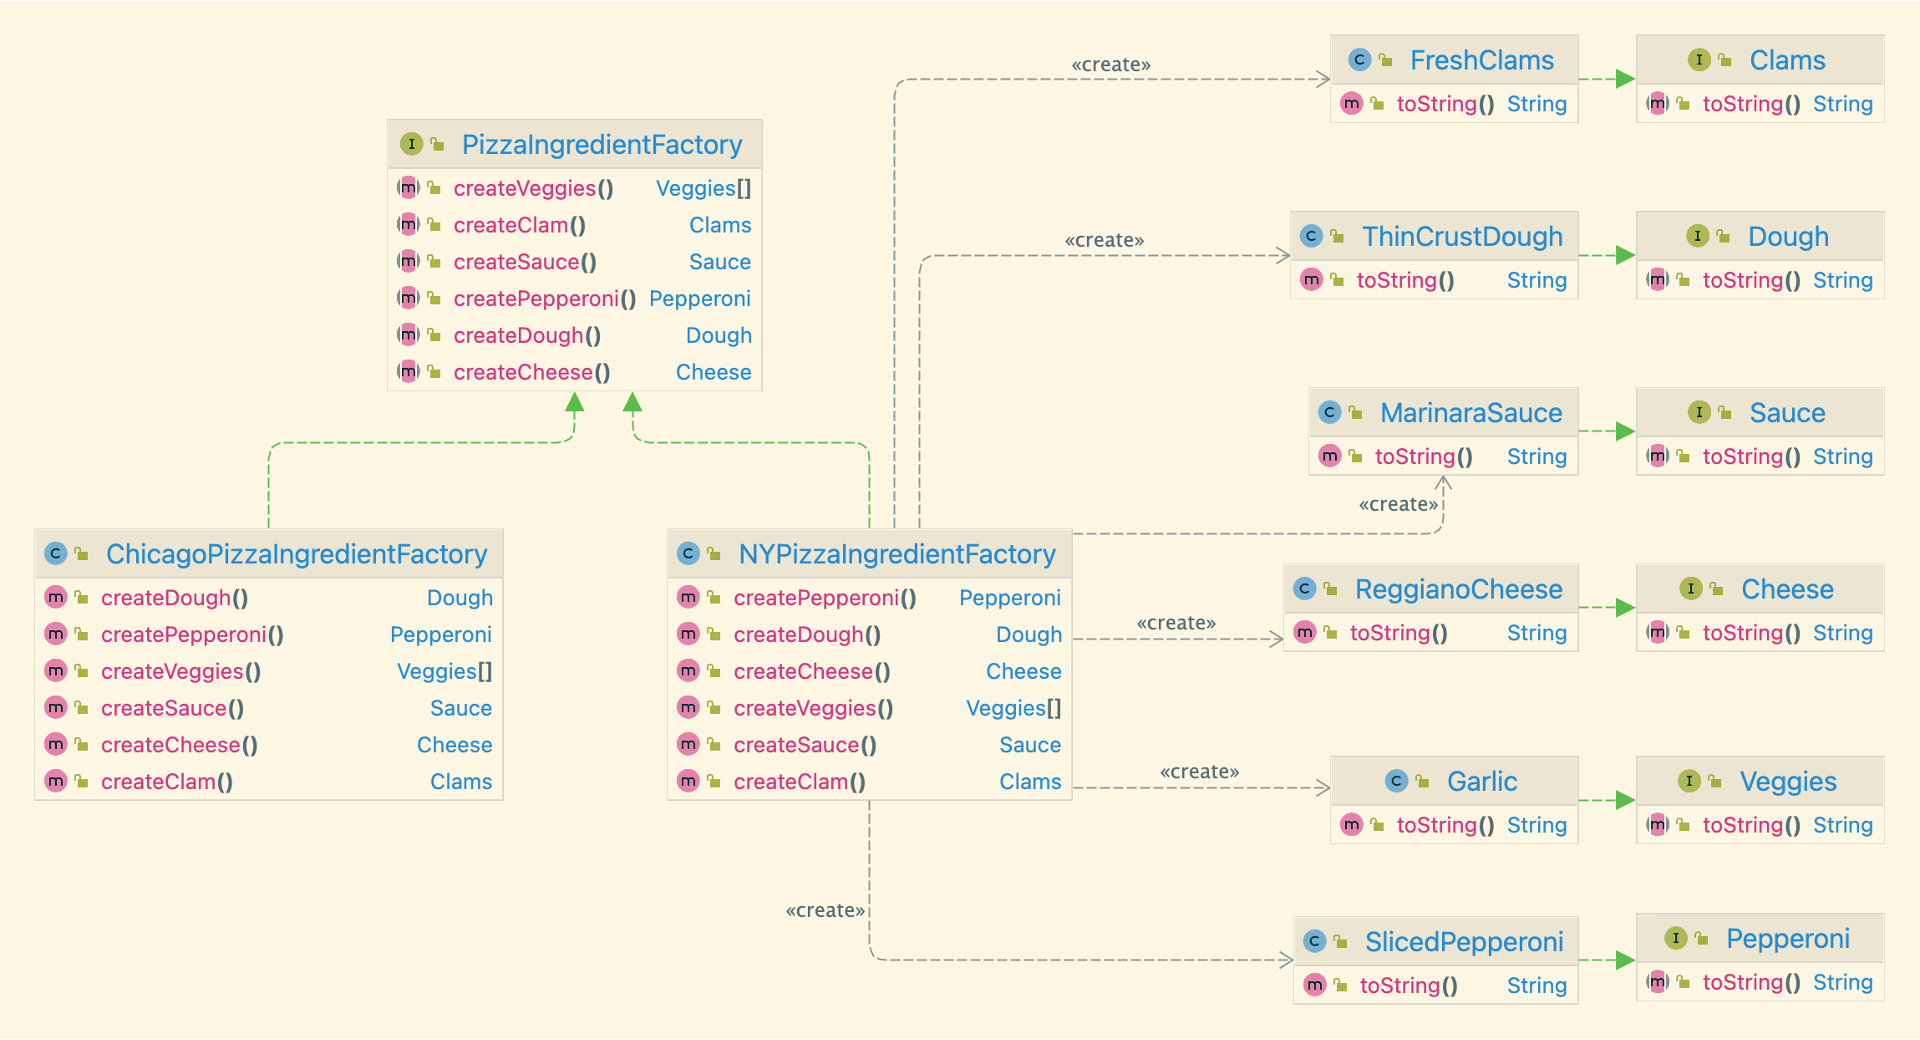 I PizzaIngredientFactory
m createVeggies() Veggies[]
m createClam() Clams
m createSauce() Sauce
m createPepperoni() Pepperoni
m createDough() Dough
m createCheese() Cheese
C ChicagoPizzaIngredientFactory
m createDough() Dough
m createPepperoni() Pepperoni
m createVeggies() Veggies[]
m createSauce() Sauce
m createCheese() Cheese
m createClam() Clams
C NYPizzaIngredientFactory
m createPepperoni() Pepperoni
m createDough() Dough
m createCheese() Cheese
m createVeggies() Veggies[]
m createSauce() Sauce
m createClam() Clams
«create»
C FreshClams
m toString() String
I Clams
m toString() String
«create»
C ThinCrustDough
m toString() String
I Dough
m toString() String
C MarinaraSauce
m toString() String
«create»
I Sauce
m toString() String
«create»
C ReggianoCheese
m toString() String
I Cheese
m toString() String
«create»
C Garlic
m toString() String
I Veggies
m toString() String
«create»
C SlicedPepperoni
m toString() String
I Pepperoni
m toString() String